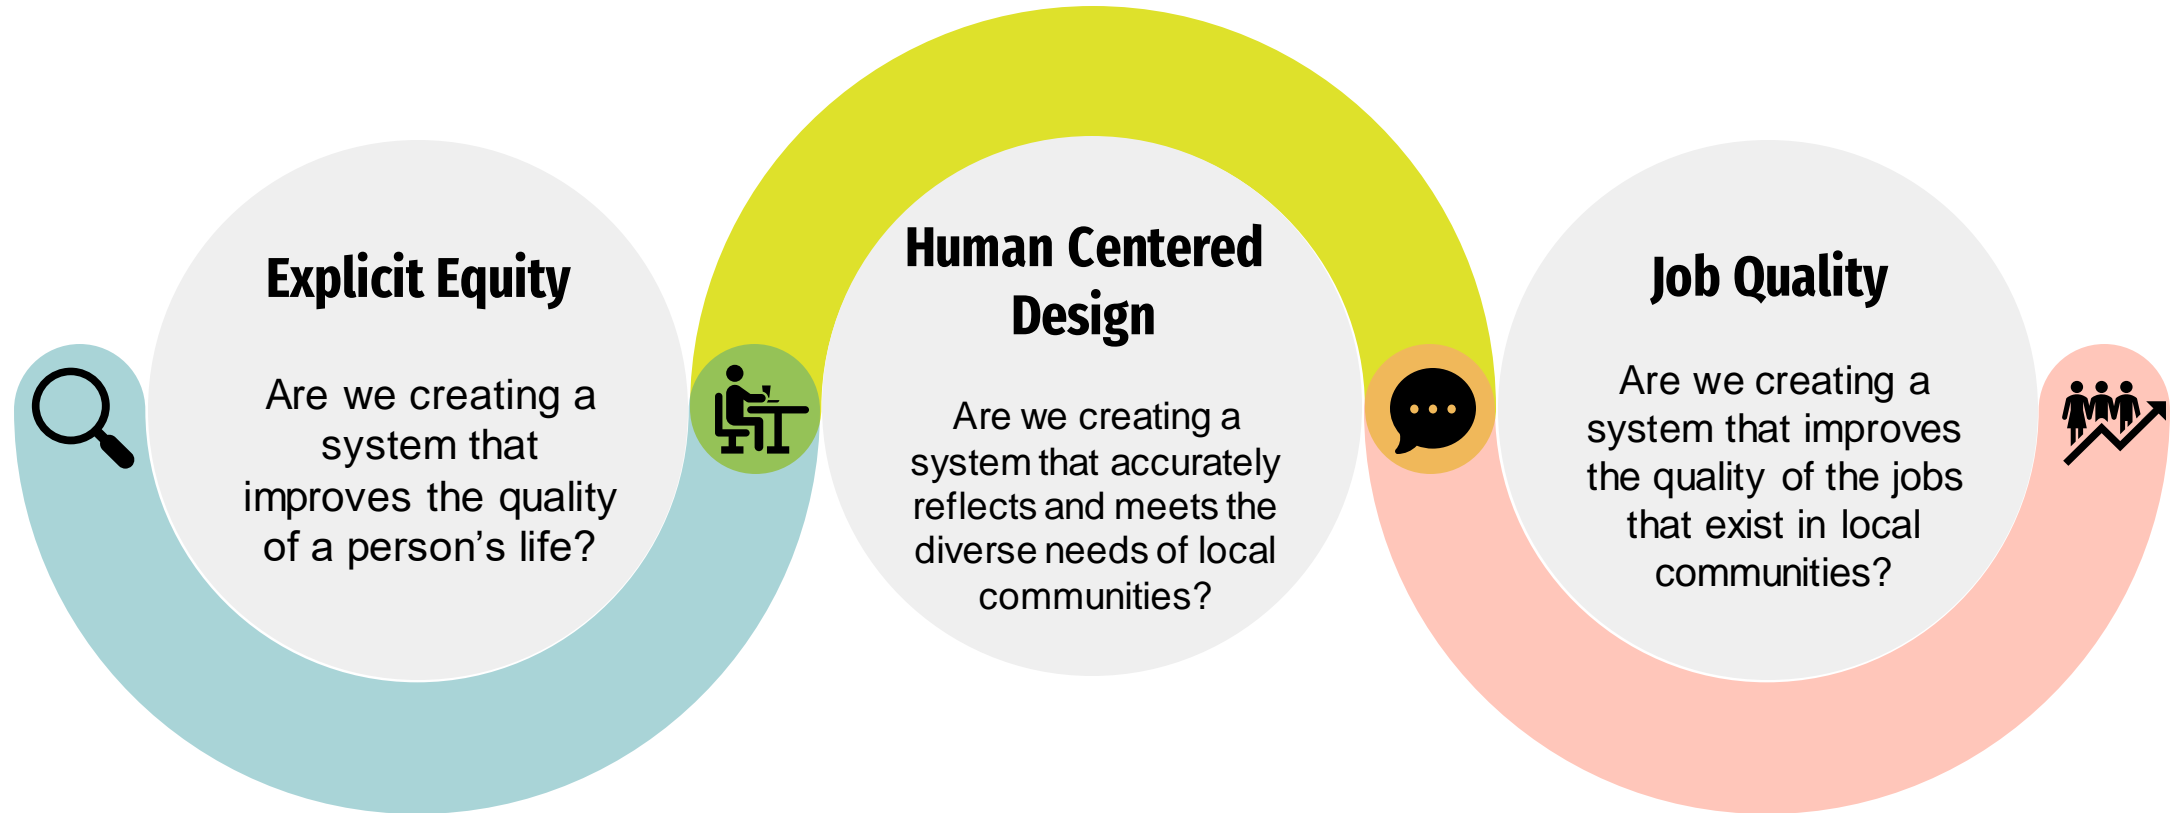 Explicit Equity
Are we creating a
system that
improves the quality
of a person’s life?
Human Centered
Design
Are we creating a
system that accurately
reflects and meets the
diverse needs of local
communities?
Job Quality
Are we creating a
system that improves
the quality of the jobs
that exist in local
communities?